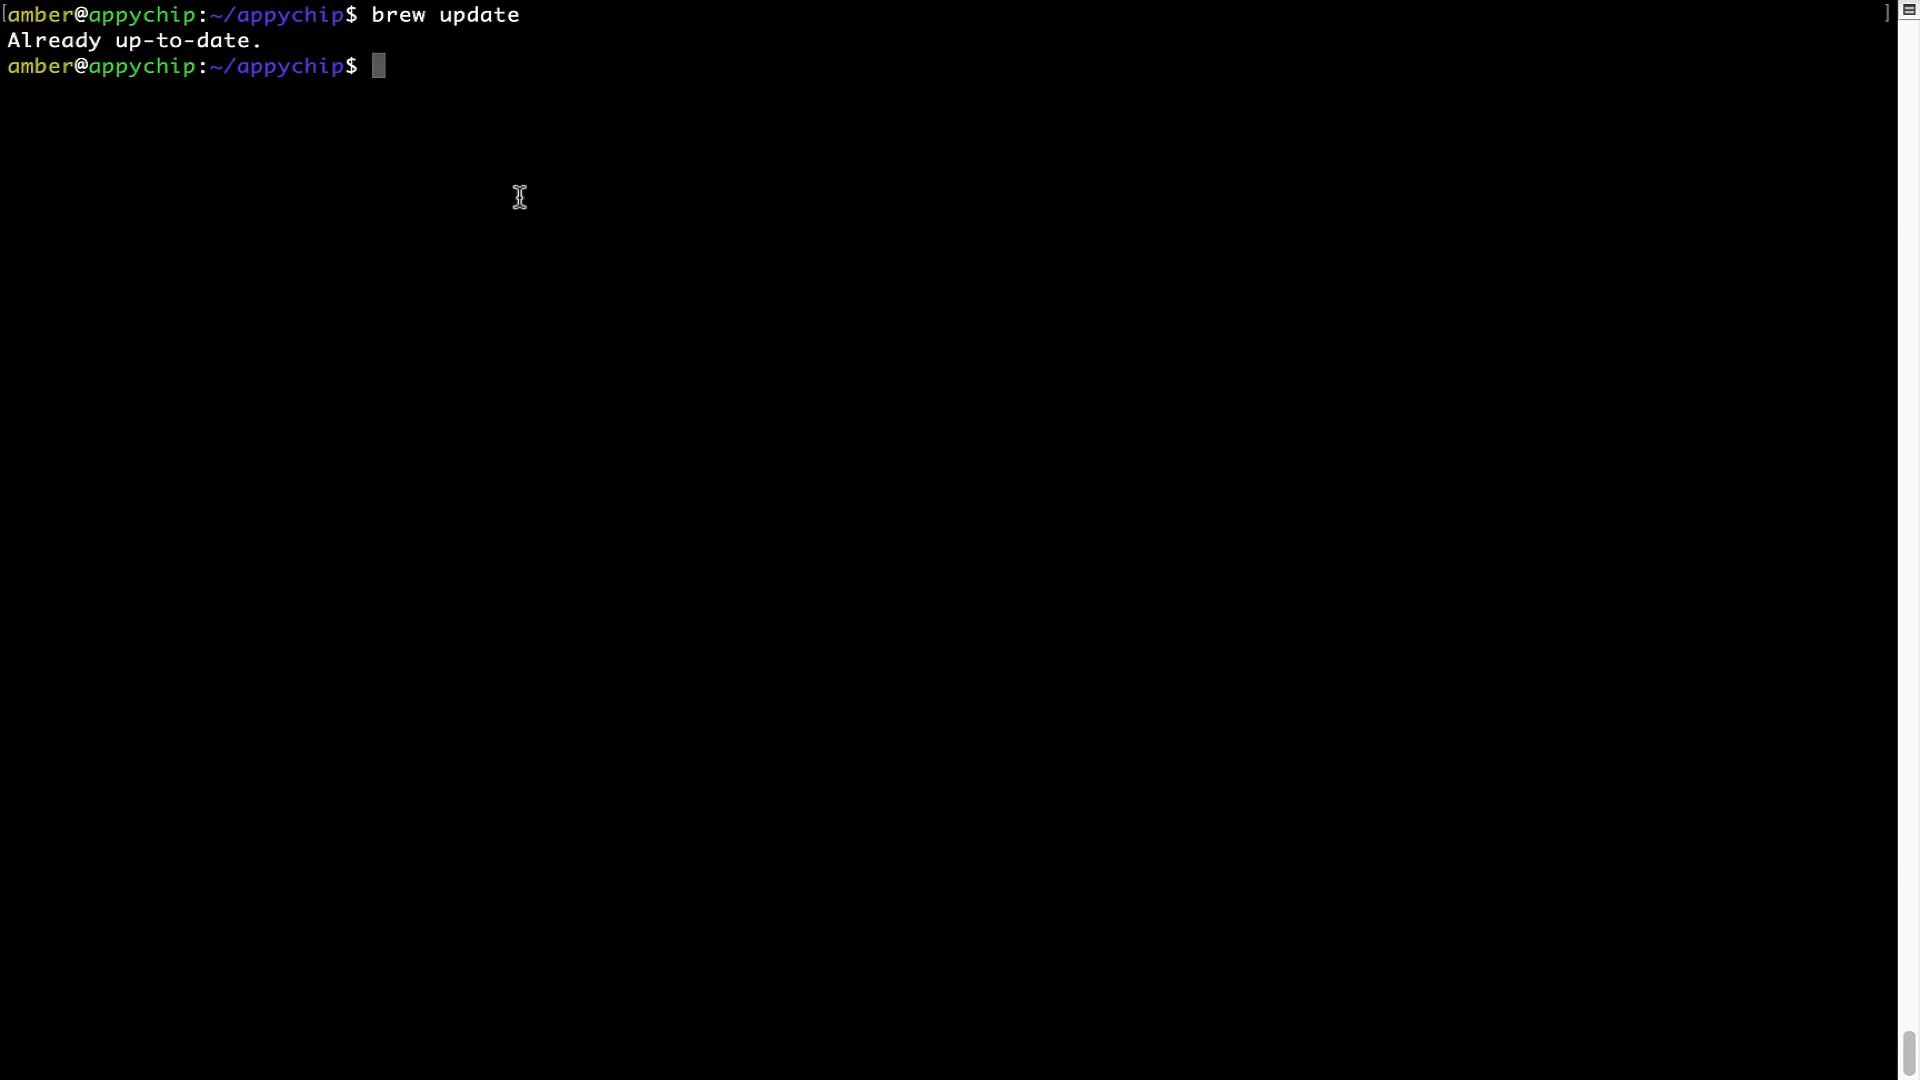 [amber@appychip:~/appychip$ brew update ]
Already up-to-date.
amber@appychip:~/appychip$